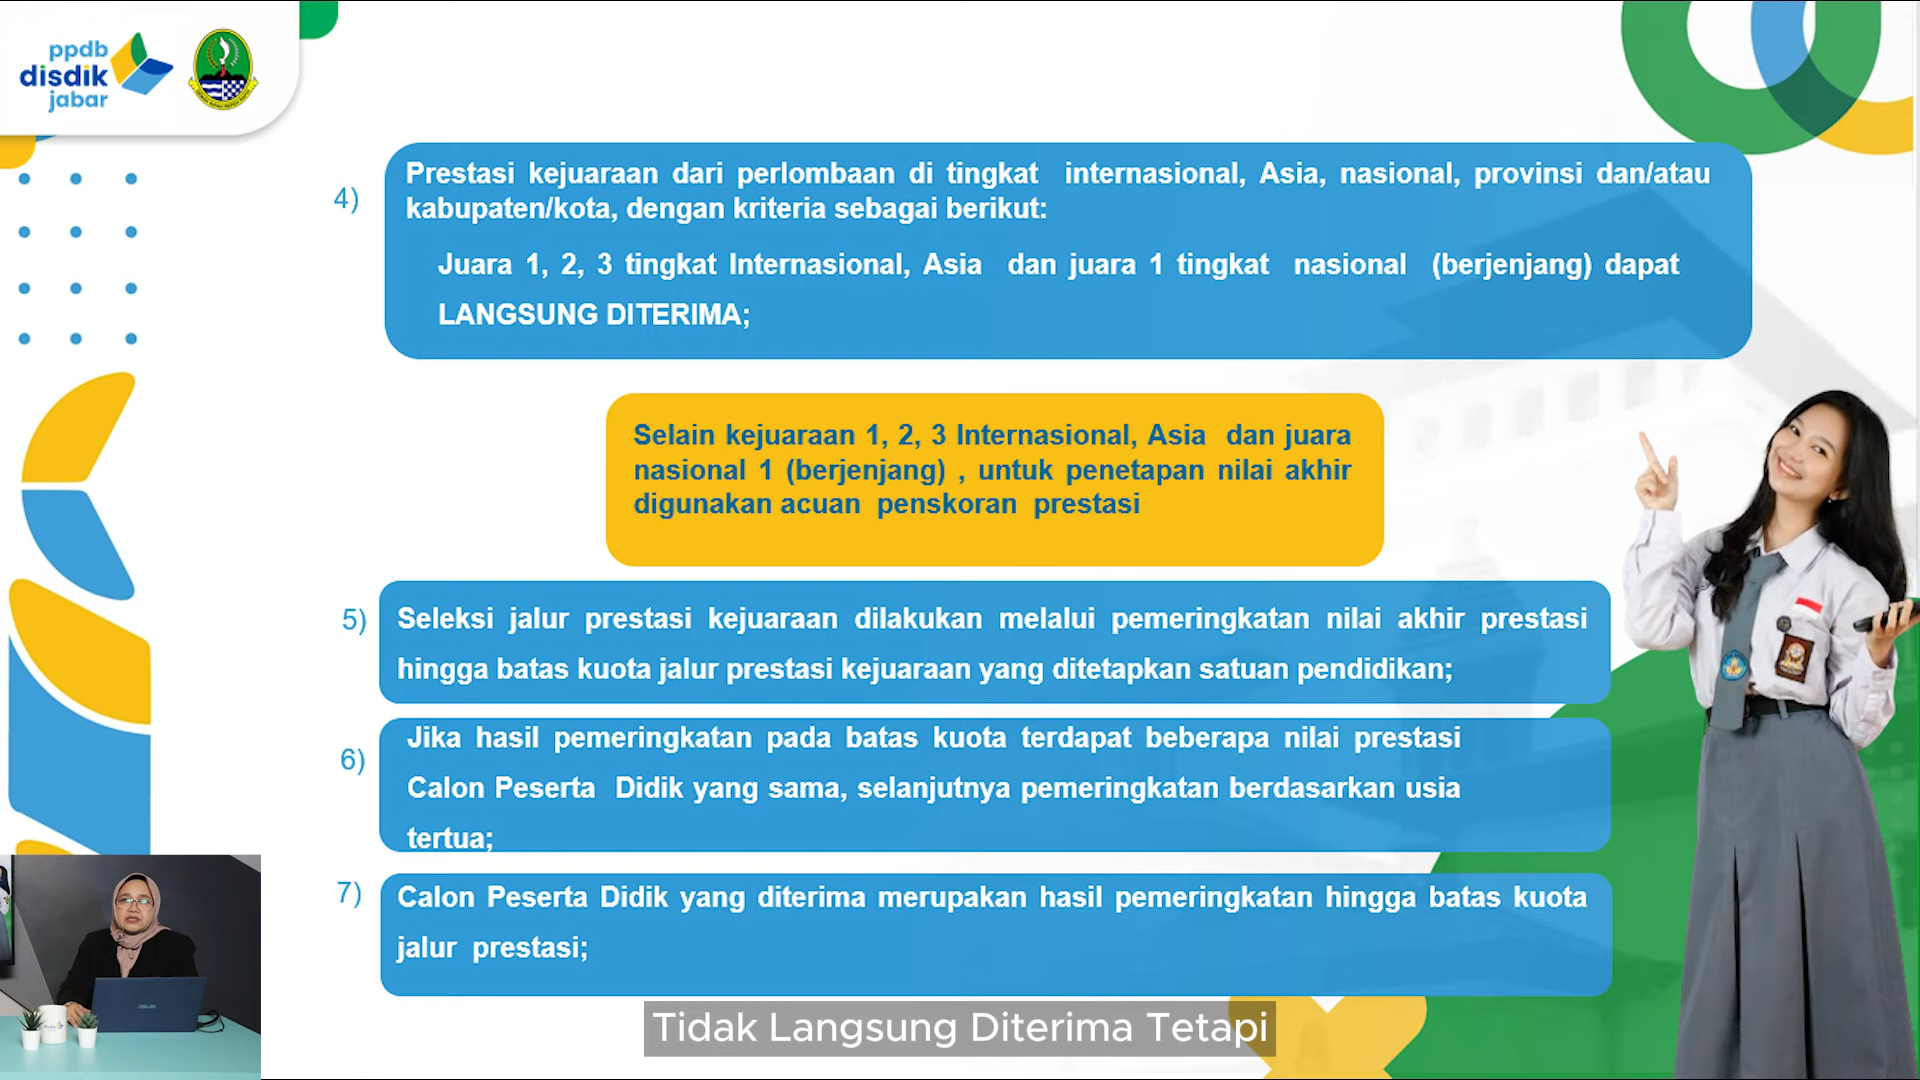 ppdb
disdik
jabar
4)
Prestasi kejuaraan dari perlombaan di tingkat internasional, Asia, nasional, provinsi dan/atau
kabupaten/kota, dengan kriteria sebagai berikut:
Juara 1, 2, 3 tingkat Internasional, Asia dan juara 1 tingkat nasional (berjenjang) dapat
LANGSUNG DITERIMA;
Selain kejuaraan 1, 2, 3 Internasional, Asia dan juara
nasional 1 (berjenjang) , untuk penetapan nilai akhir
digunakan acuan penskoran prestasi
5)
Seleksi jalur prestasi kejuaraan dilakukan melalui pemeringkatan nilai akhir prestasi
hingga batas kuota jalur prestasi kejuaraan yang ditetapkan satuan pendidikan;
6)
Jika hasil pemeringkatan pada batas kuota terdapat beberapa nilai prestasi
Calon Peserta Didik yang sama, selanjutnya pemeringkatan berdasarkan usia
tertua;
7)
Calon Peserta Didik yang diterima merupakan hasil pemeringkatan hingga batas kuota
jalur prestasi;
ASUS
Tidak Langsung Diterima Tetapi